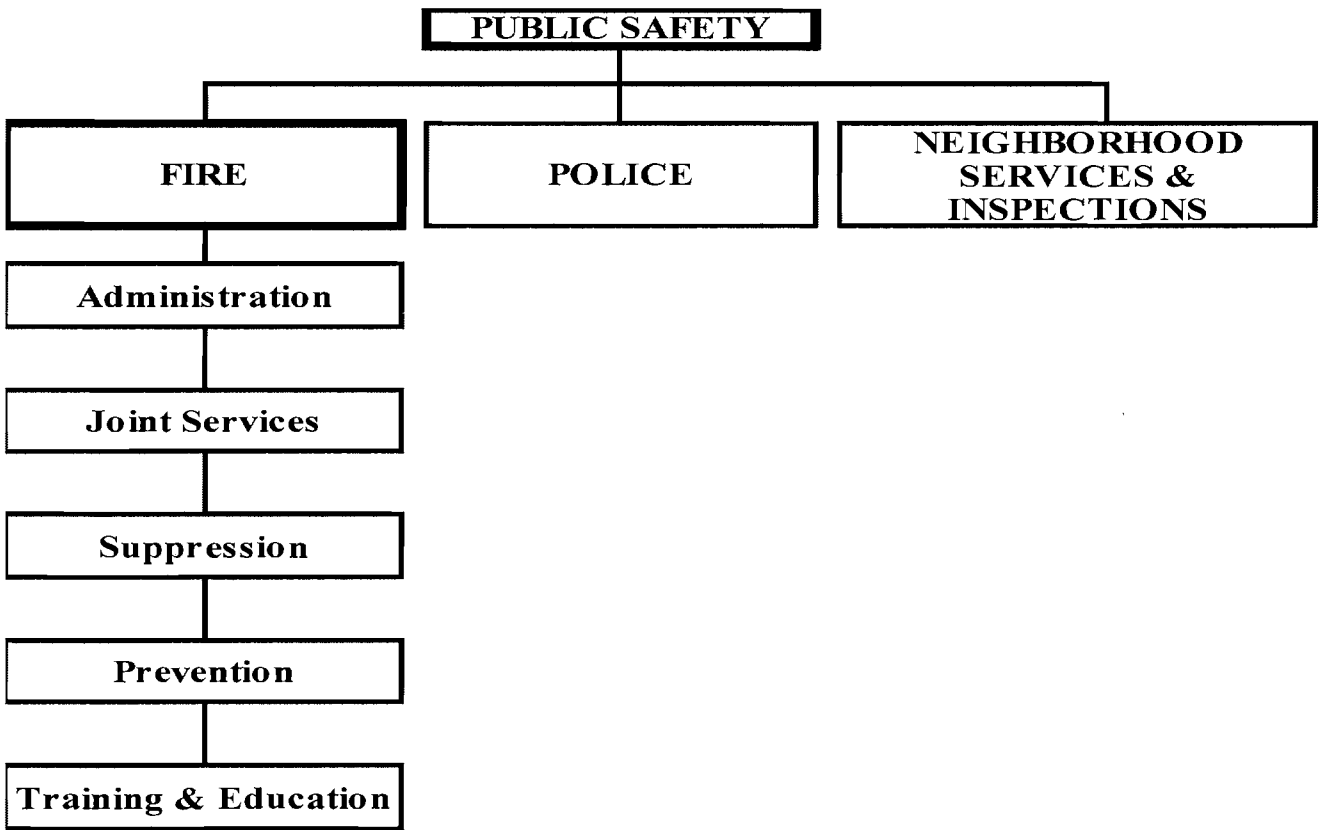 PUBLIC SAFETY
FIRE
POLICE
NEIGHBORHOOD
SERVICES &
INSPECTIONS
Administration
Joint Services
Suppression
Prevention
Training & Education